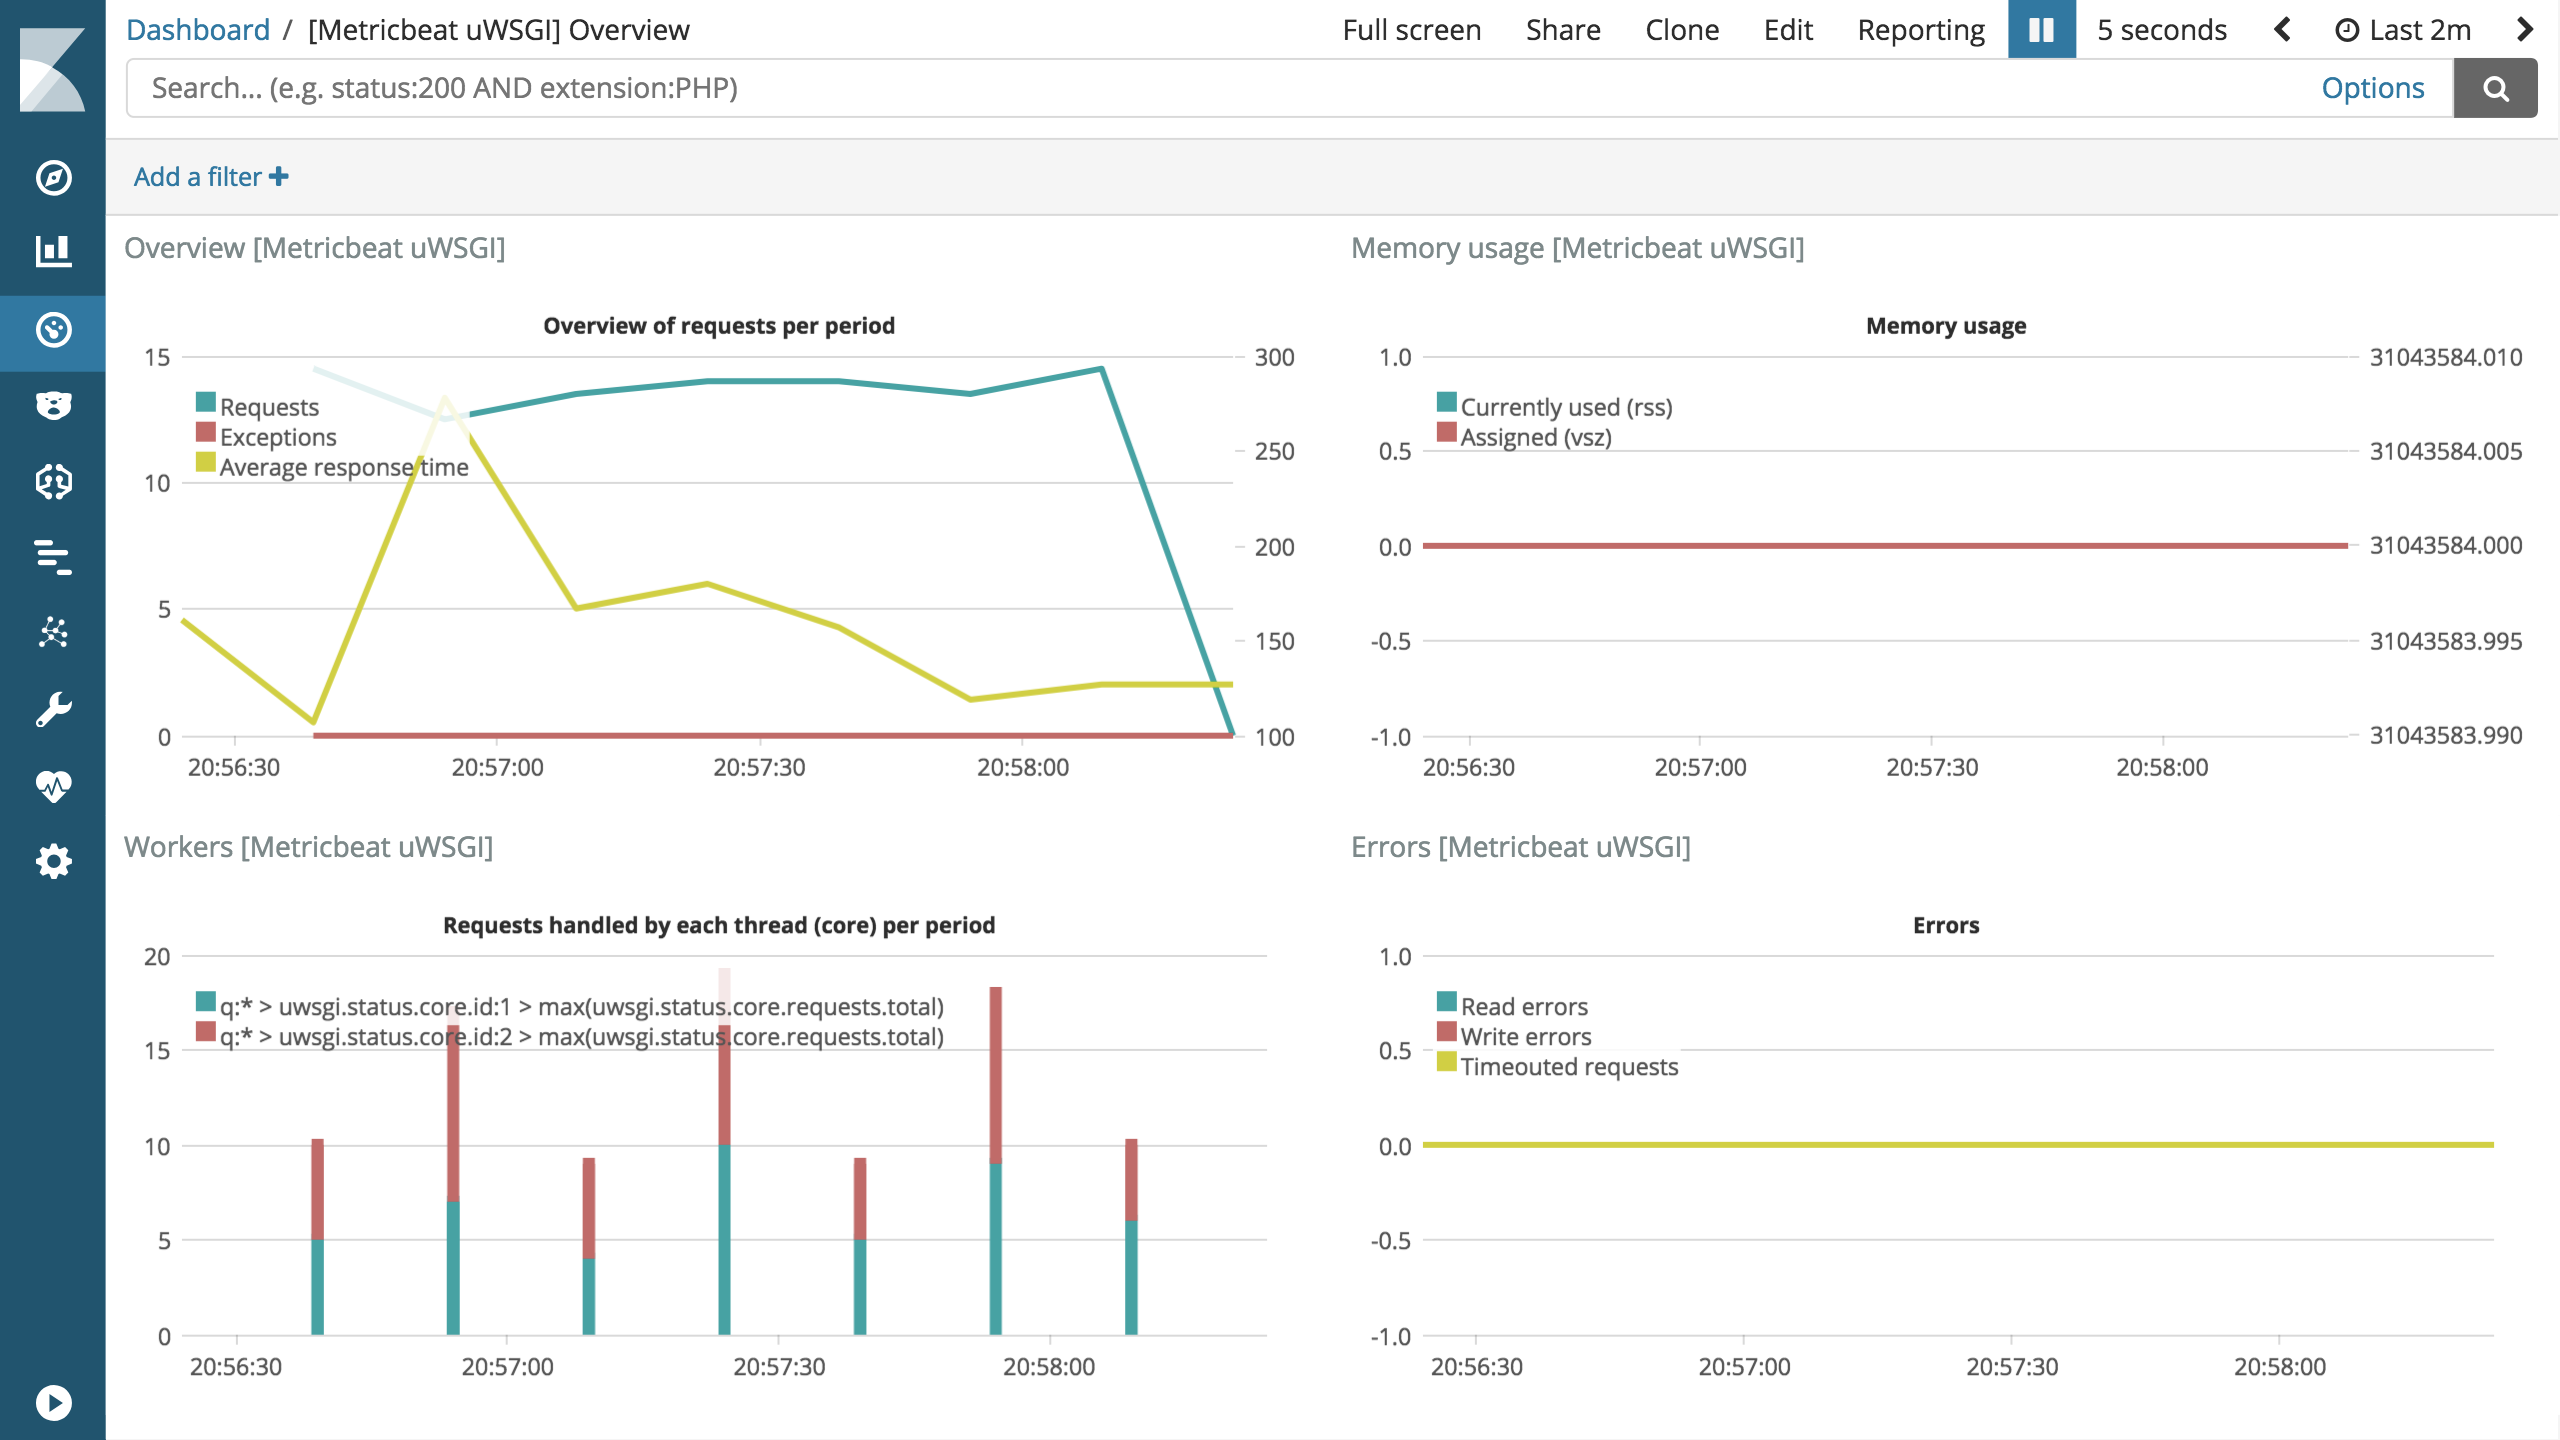 Dashboard / [Metricbeat uWSGI] Overview
Full screen Share Clone Edit Reporting 5 seconds Last 2m
Search... (e.g. status:200 AND extension:PHP)
Options
Add a filter
Overview [Metricbeat uWSGI]
Overview of requests per period
15 300
Requests
Exceptions
250
Average response time
10
200
5
150
0 100
20:56:30 20:57:00 20:57:30 20:58:00
Memory usage [Metricbeat uWSGI]
Memory usage
1.0 31043584.010
Currently used (rss)
Assigned (vsz)
0.5 31043584.005
0.0 31043584.000
-0.5 31043583.995
-1.0 31043583.990
20:56:30 20:57:00 20:57:30 20:58:00
Workers [Metricbeat uWSGI]
Requests handled by each thread (core) per period
20
q:* > uwsgi.status.core.id:1 > max(uwsgi.status.core.requests.total)
q:* > uwsgi.status.core.id:2 > max(uwsgi.status.core.requests.total)
15
10
5
0
20:56:30 20:57:00 20:57:30 20:58:00
Errors [Metricbeat uWSGI]
Errors
1.0
Read errors
Write errors
0.5
Timeouted requests
0.0
-0.5
-1.0
20:56:30 20:57:00 20:57:30 20:58:00